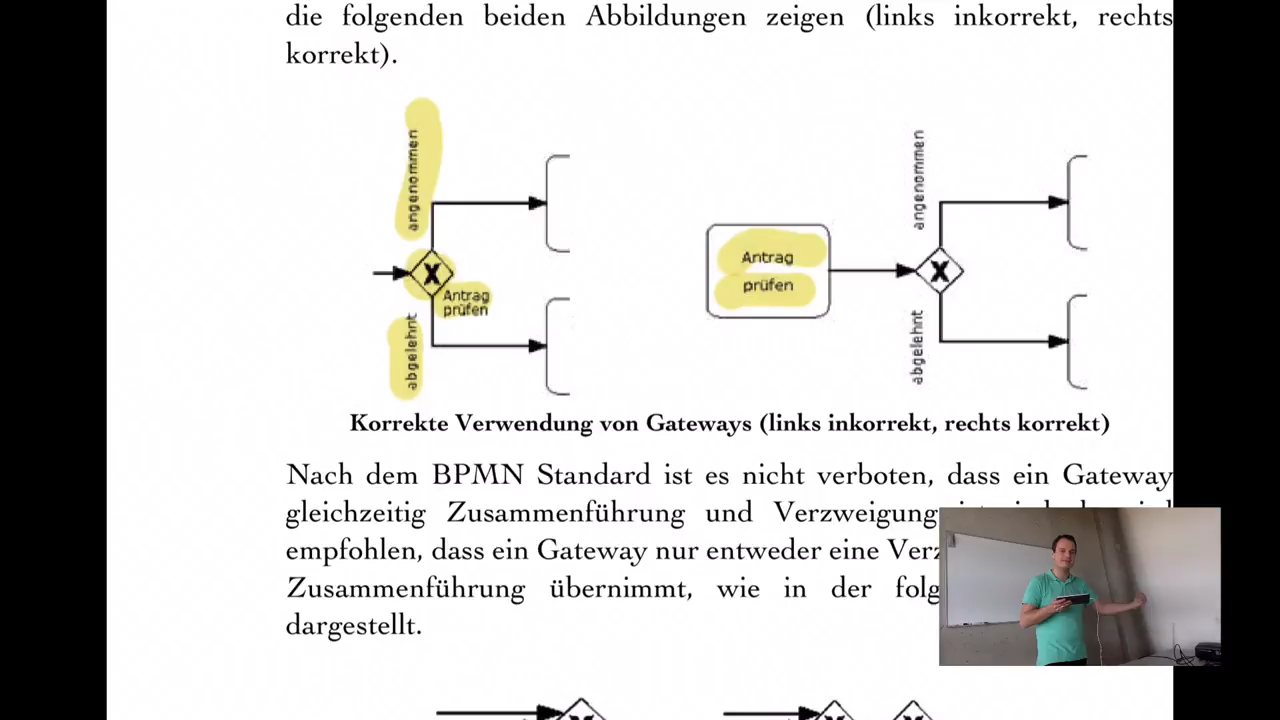 die folgenden beiden Abbildungen zeigen (links inkorrekt, rechts
korrekt).
angenommen
X
Antrag
prüfen
abgelehnt
Antrag
prüfen
angenommen
X
abgelehnt
Korrekte Verwendung von Gateways (links inkorrekt, rechts korrekt)
Nach dem BPMN Standard ist es nicht verboten, dass ein Gateway
gleichzeitig Zusammenführung und Verzweigung
empfohlen, dass ein Gateway nur entweder eine
Zusammenführung übernimmt, wie in der
dargestellt.